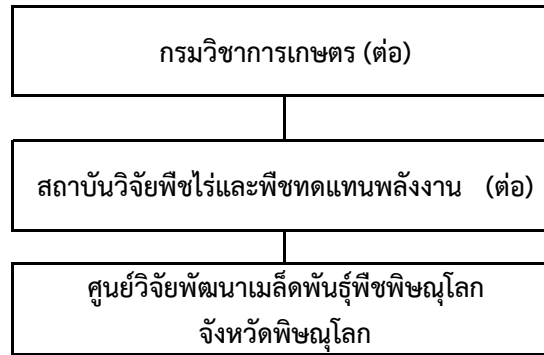 กรมวิชาการเกษตร (ต่อ)
สถาบันวิจัยพืชไร่และพืชทดแทนพลังงาน (ต่อ)
ศูนย์วิจัยพัฒนาเมล็ดพันธุ์พืชพิษณุโลก
จังหวัดพิษณุโลก